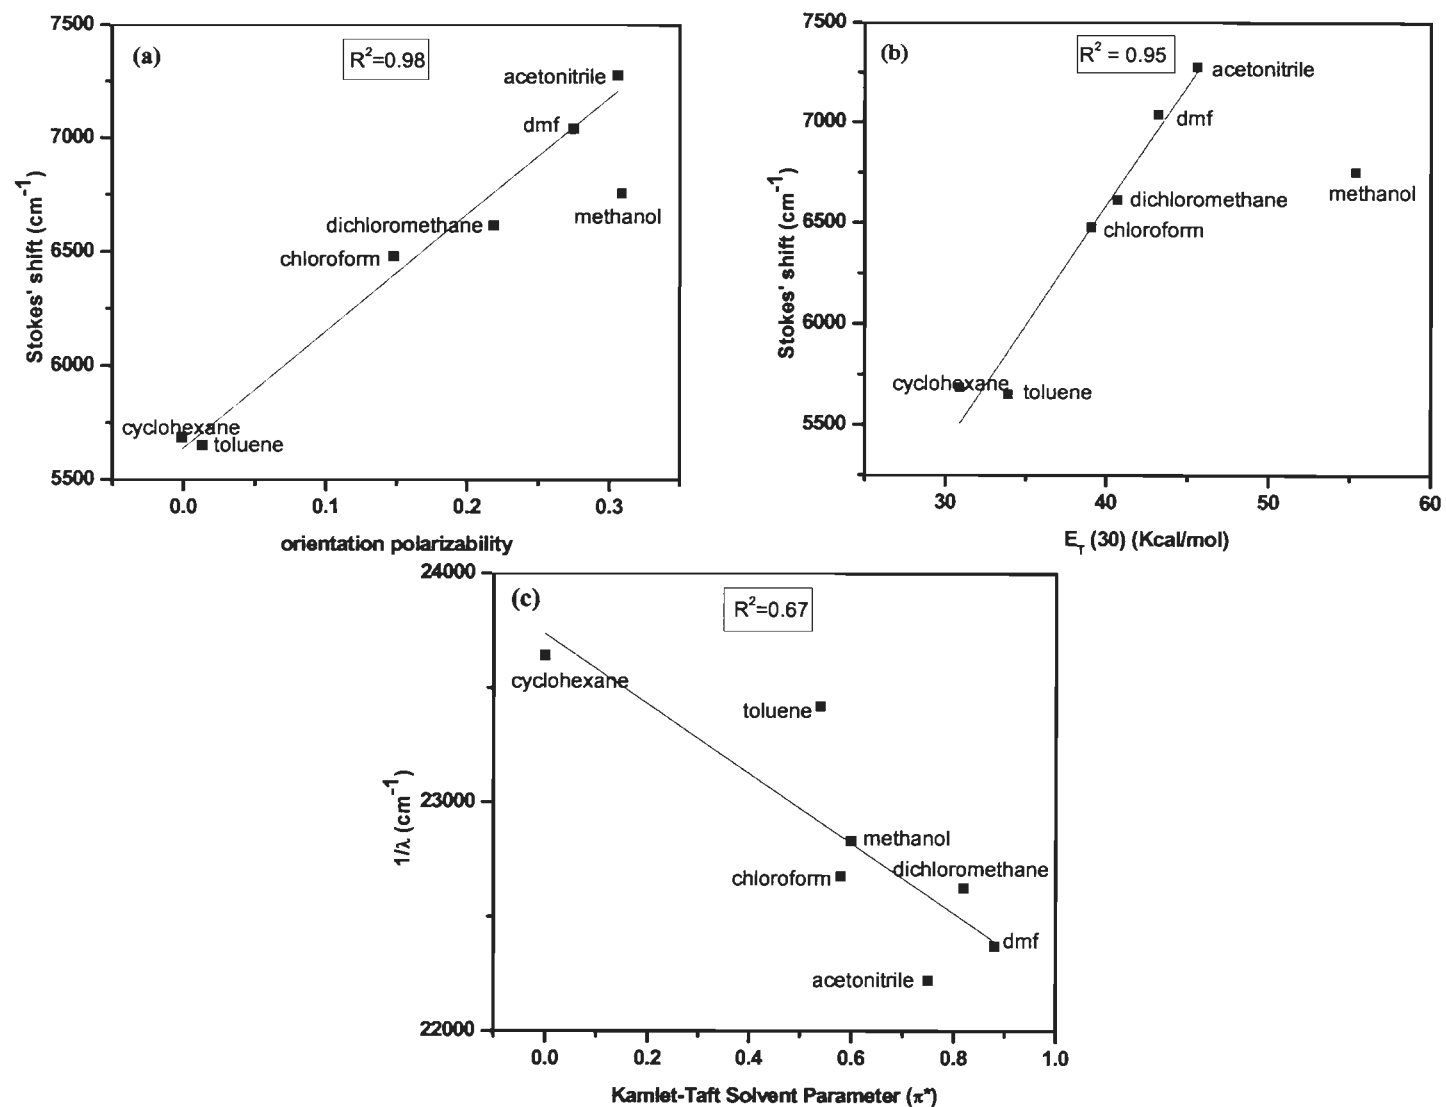 (a)
R²=0.98
7500
7000
6500
6000
5500
Stokes' shift (cm⁻¹)
acetonitrile
dmf
methanol
dichloromethane
chloroform
cyclohexane
toluene
0.0 0.1 0.2 0.3
orientation polarizability
(b)
R² = 0.95
7500
7000
6500
6000
5500
Stokes' shift (cm⁻¹)
acetonitrile
dmf
methanol
dichloromethane
chloroform
cyclohexane
toluene
30 40 50 60
E_T (30) (Kcal/mol)
(c)
R²=0.67
24000
23000
22000
1/λ (cm⁻¹)
cyclohexane
toluene
methanol
chloroform
dichloromethane
dmf
acetonitrile
0.0 0.2 0.4 0.6 0.8 1.0
Kamlet-Taft Solvent Parameter (π*)